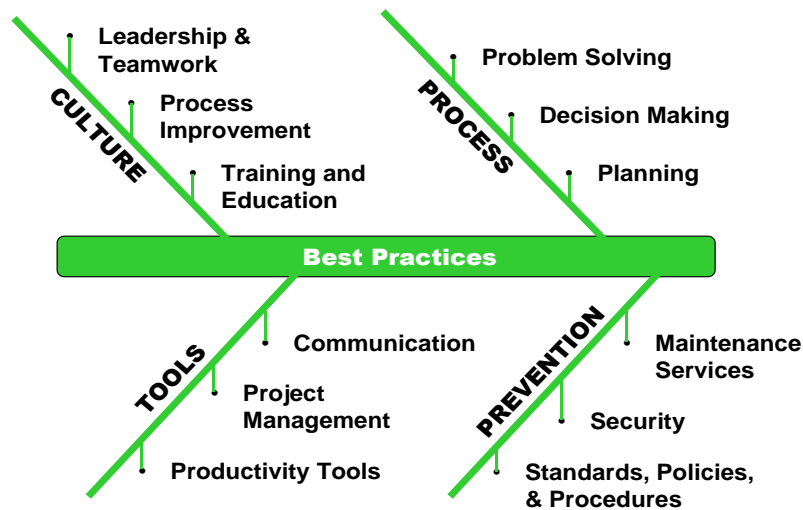 Leadership &
Teamwork
CULTURE
Process
Improvement
Training and
Education
PROCESS
Problem Solving
Decision Making
Planning
Best Practices
TOOLS
Communication
Project
Management
Productivity Tools
PREVENTION
Maintenance
Services
Security
Standards, Policies,
& Procedures